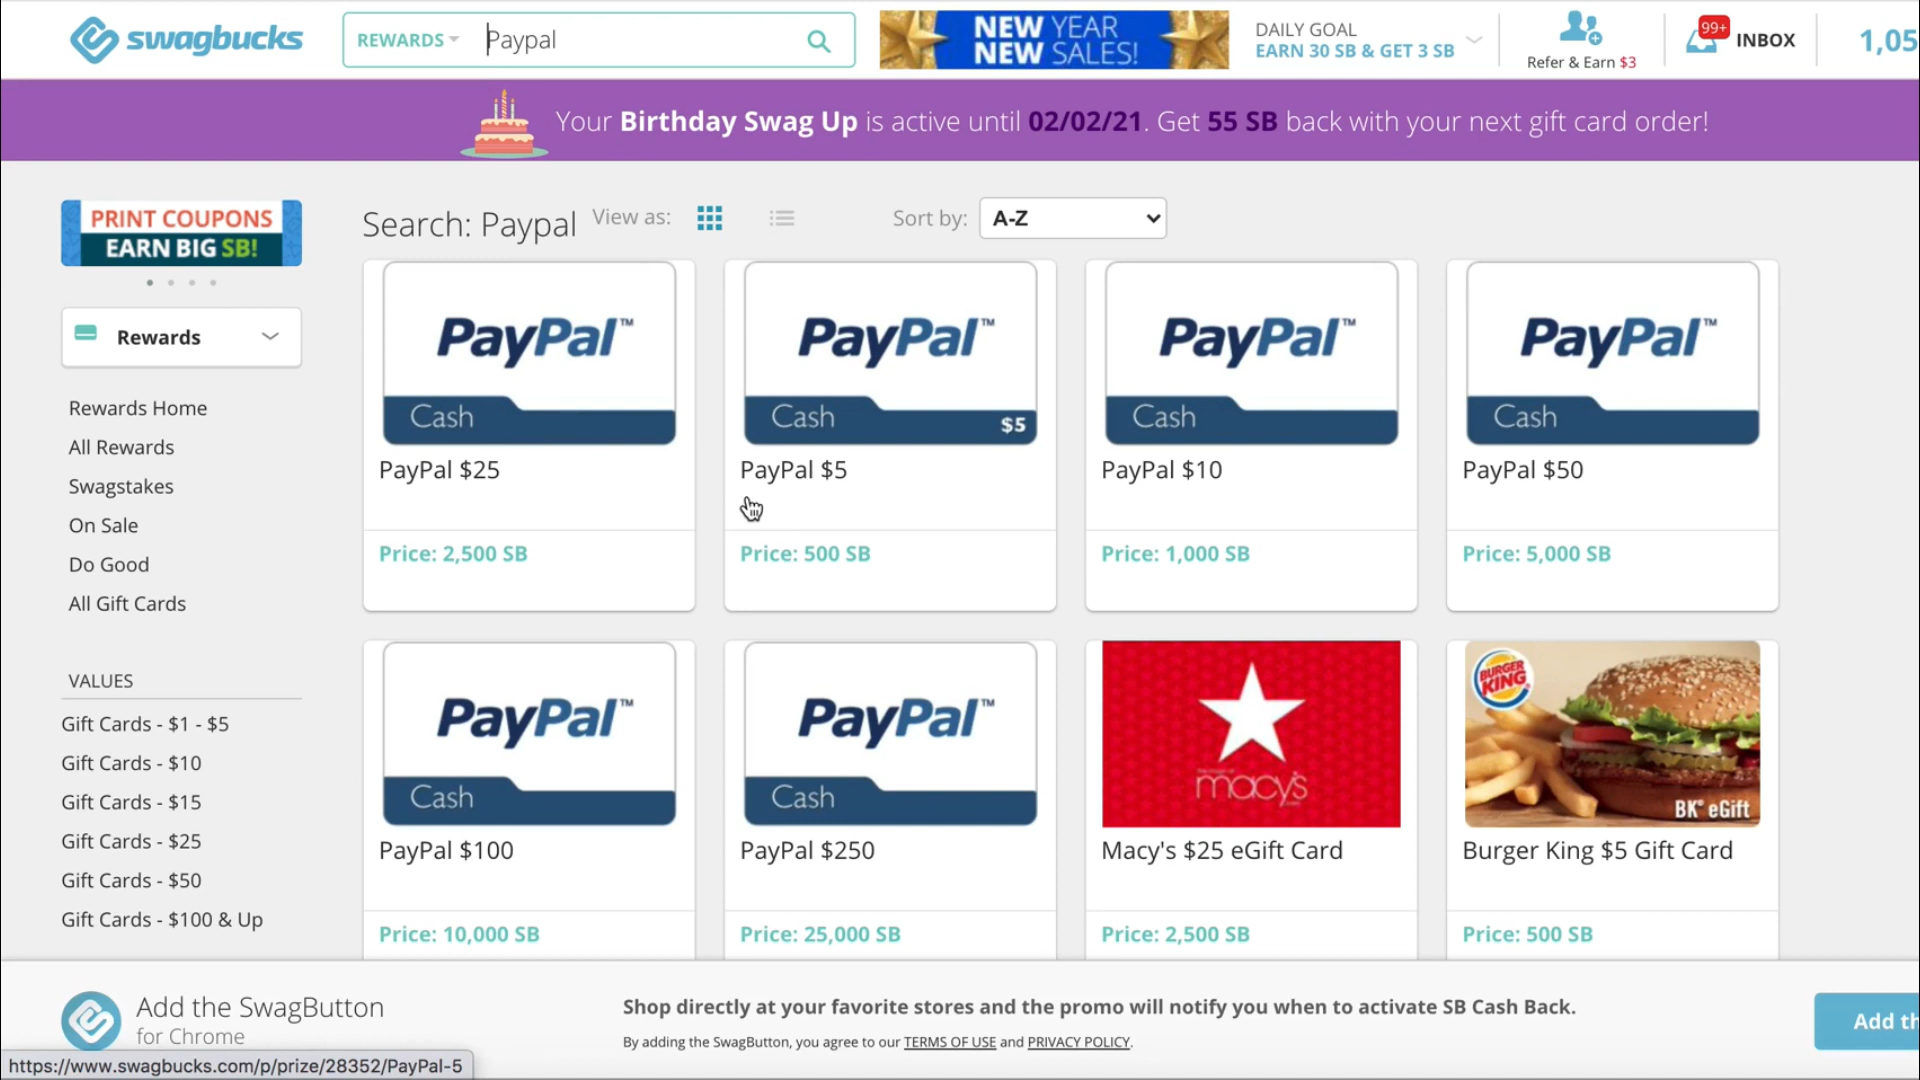 swagbucks
REWARDS
Paypal
NEW YEAR
NEW SALES!
DAILY GOAL
EARN 30 SB & GET 3 SB
Refer & Earn $3
99+
INBOX
1,05
Your Birthday Swag Up is active until 02/02/21. Get 55 SB back with your next gift card order!
PRINT COUPONS
EARN BIG SB!
Search: Paypal
View as:
Sort by:
A-Z
Rewards
Rewards Home
All Rewards
Swagstakes
On Sale
Do Good
All Gift Cards
VALUES
Gift Cards - $1 - $5
Gift Cards - $10
Gift Cards - $15
Gift Cards - $25
Gift Cards - $50
Gift Cards - $100 & Up
PayPal™
Cash
PayPal $25
Price: 2,500 SB
PayPal™
Cash
$5
PayPal $5
Price: 500 SB
PayPal™
Cash
PayPal $10
Price: 1,000 SB
PayPal™
Cash
PayPal $50
Price: 5,000 SB
PayPal™
Cash
PayPal $100
Price: 10,000 SB
PayPal™
Cash
PayPal $250
Price: 25,000 SB
macy's
Macy's $25 eGift Card
Price: 2,500 SB
BURGER
KING
BK® eGift
Burger King $5 Gift Card
Price: 500 SB
Add the SwagButton
for Chrome
Shop directly at your favorite stores and the promo will notify you when to activate SB Cash Back.
By adding the SwagButton, you agree to our TERMS OF USE and PRIVACY POLICY.
Add th
https://www.swagbucks.com/p/prize/28352/PayPal-5